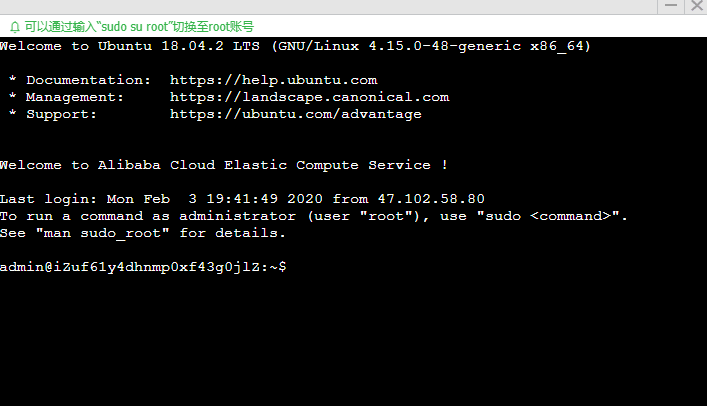 可以通过输入“sudo su root”切换至root账号
Welcome to Ubuntu 18.04.2 LTS (GNU/Linux 4.15.0-48-generic x86_64)
* Documentation:  https://help.ubuntu.com
* Management:     https://landscape.canonical.com
* Support:        https://ubuntu.com/advantage
Welcome to Alibaba Cloud Elastic Compute Service !
Last login: Mon Feb  3 19:41:49 2020 from 47.102.58.80
To run a command as administrator (user "root"), use "sudo <command>".
See "man sudo_root" for details.
admin@iZuf61y4dhnmp0xf43g0jlZ:~$